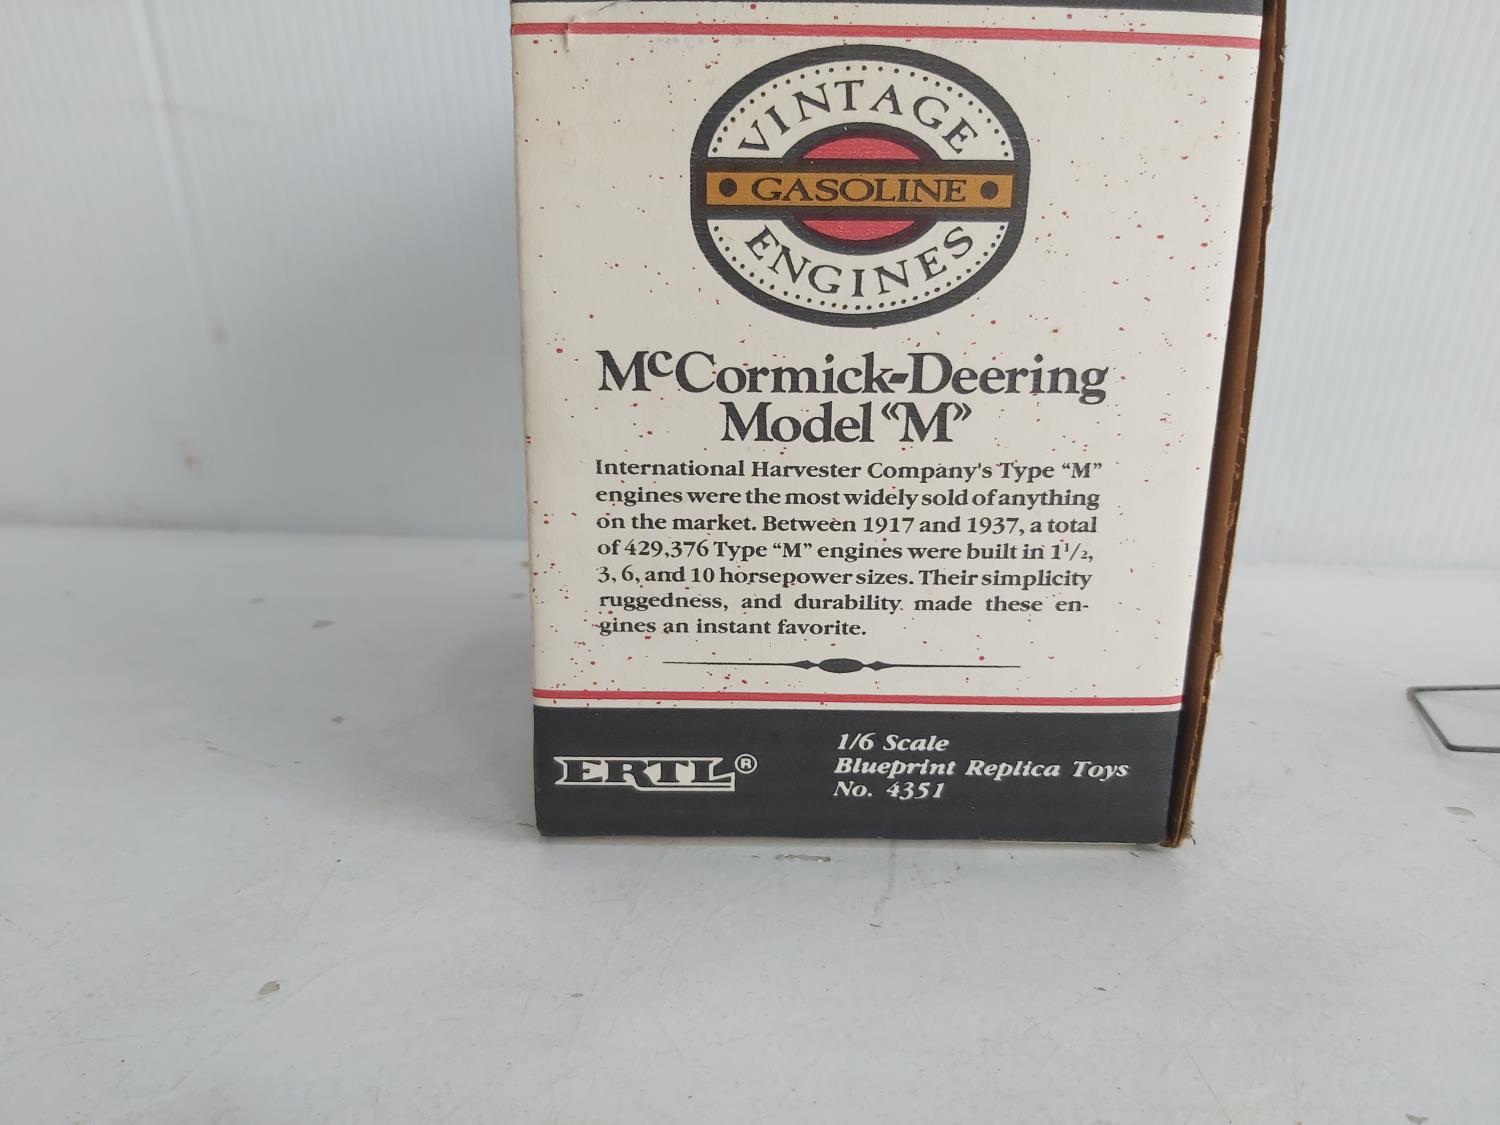 VINTAGE
GASOLINE
ENGINES
McCormick-Deering
Model “M”
International Harvester Company's Type “M”
engines were the most widely sold of anything
on the market. Between 1917 and 1937, a total
of 429,376 Type “M” engines were built in 1 1/2,
3, 6, and 10 horsepower sizes. Their simplicity
ruggedness, and durability made these en-
gines an instant favorite.
ERTL®
1/6 Scale
Blueprint Replica Toys
No. 4351